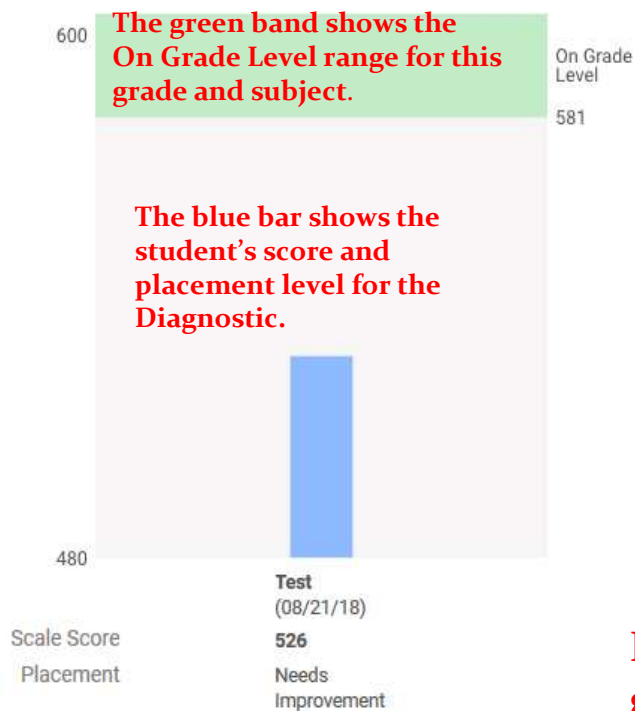 600
The green band shows the
On Grade Level range for this
grade and subject.
On Grade
Level
581
The blue bar shows the
student’s score and
placement level for the
Diagnostic.
480
Test
(08/21/18)
Scale Score 526
Placement Needs
Improvement